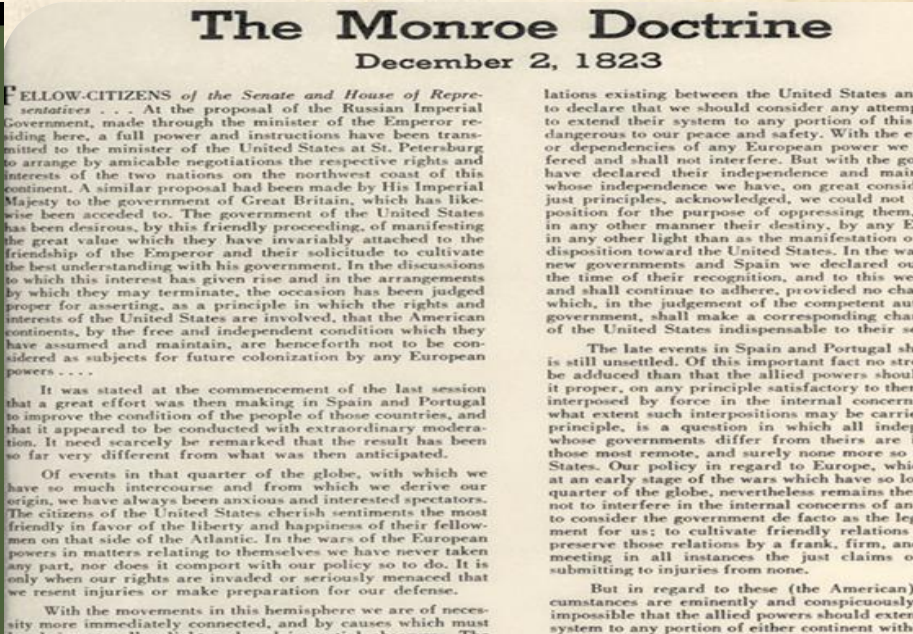 The Monroe Doctrine
December 2, 1823
FELLOW-CITIZENS of the Senate and House of Repre-
sentatives . . . . At the proposal of the Russian Imperial
Government, made through the minister of the Emperor re-
siding here, a full power and instructions have been trans-
mitted to the minister of the United States at St. Petersburg
to arrange by amicable negotiations the respective rights and
interests of the two nations on the northwest coast of this
continent. A similar proposal had been made by His Imperial
Majesty to the government of Great Britain, which has like-
wise been acceded to. The government of the United States
has been desirous, by this friendly proceeding, of manifesting
the great value which they have invariably attached to the
friendship of the Emperor and their solicitude to cultivate
the best understanding with his government. In the discussions
to which this interest has given rise and in the arrangements
by which they may terminate, the occasion has been judged
proper for asserting, as a principle in which the rights and
interests of the United States are involved, that the American
continents, by the free and independent condition which they
have assumed and maintain, are henceforth not to be con-
sidered as subjects for future colonization by any European
powers . . . .
It was stated at the commencement of the last session
that a great effort was then making in Spain and Portugal
to improve the condition of the people of those countries, and
that it appeared to be conducted with extraordinary modera-
tion. It need scarcely be remarked that the result has been
so far very different from what was then anticipated.
Of events in that quarter of the globe, with which we
have so much intercourse and from which we derive our
origin, we have always been anxious and interested spectators.
The citizens of the United States cherish sentiments the most
friendly in favor of the liberty and happiness of their fellow-
men on that side of the Atlantic. In the wars of the European
powers in matters relating to themselves we have never taken
any part, nor does it comport with our policy so to do. It is
only when our rights are invaded or seriously menaced that
we resent injuries or make preparation for our defense.
With the movements in this hemisphere we are of neces-
sity more immediately connected, and by causes which must
lations existing between the United States an
to declare that we should consider any attemp
to extend their system to any portion of this
dangerous to our peace and safety. With the e
or dependencies of any European power we
fered and shall not interfere. But with the go
have declared their independence and main
whose independence we have, on great consid
just principles, acknowledged, we could not
position for the purpose of oppressing them,
in any other manner their destiny, by any E
in any other light than as the manifestation o
disposition toward the United States. In the wa
new governments and Spain we declared ou
the time of their recognition, and to this we
and shall continue to adhere, provided no cha
which, in the judgement of the competent au
government, shall make a corresponding cha
of the United States indispensable to their se
The late events in Spain and Portugal sh
is still unsettled. Of this important fact no stro
be adduced than that the allied powers shoul
it proper, on any principle satisfactory to then
interposed by force in the internal concern
what extent such interpositions may be carrie
principle, is a question in which all indep
whose governments differ from theirs are i
those most remote, and surely none more so
States. Our policy in regard to Europe, whic
at an early stage of the wars which have so lo
quarter of the globe, nevertheless remains the
not to interfere in the internal concerns of an
to consider the government de facto as the leg
ment for us; to cultivate friendly relations
preserve those relations by a frank, firm, and
meeting in all instances the just claims o
submitting to injuries from none.
But in regard to these (the American)
cumstances are eminently and conspicuously
impossible that the allied powers should exten
system to any portion of either continent with